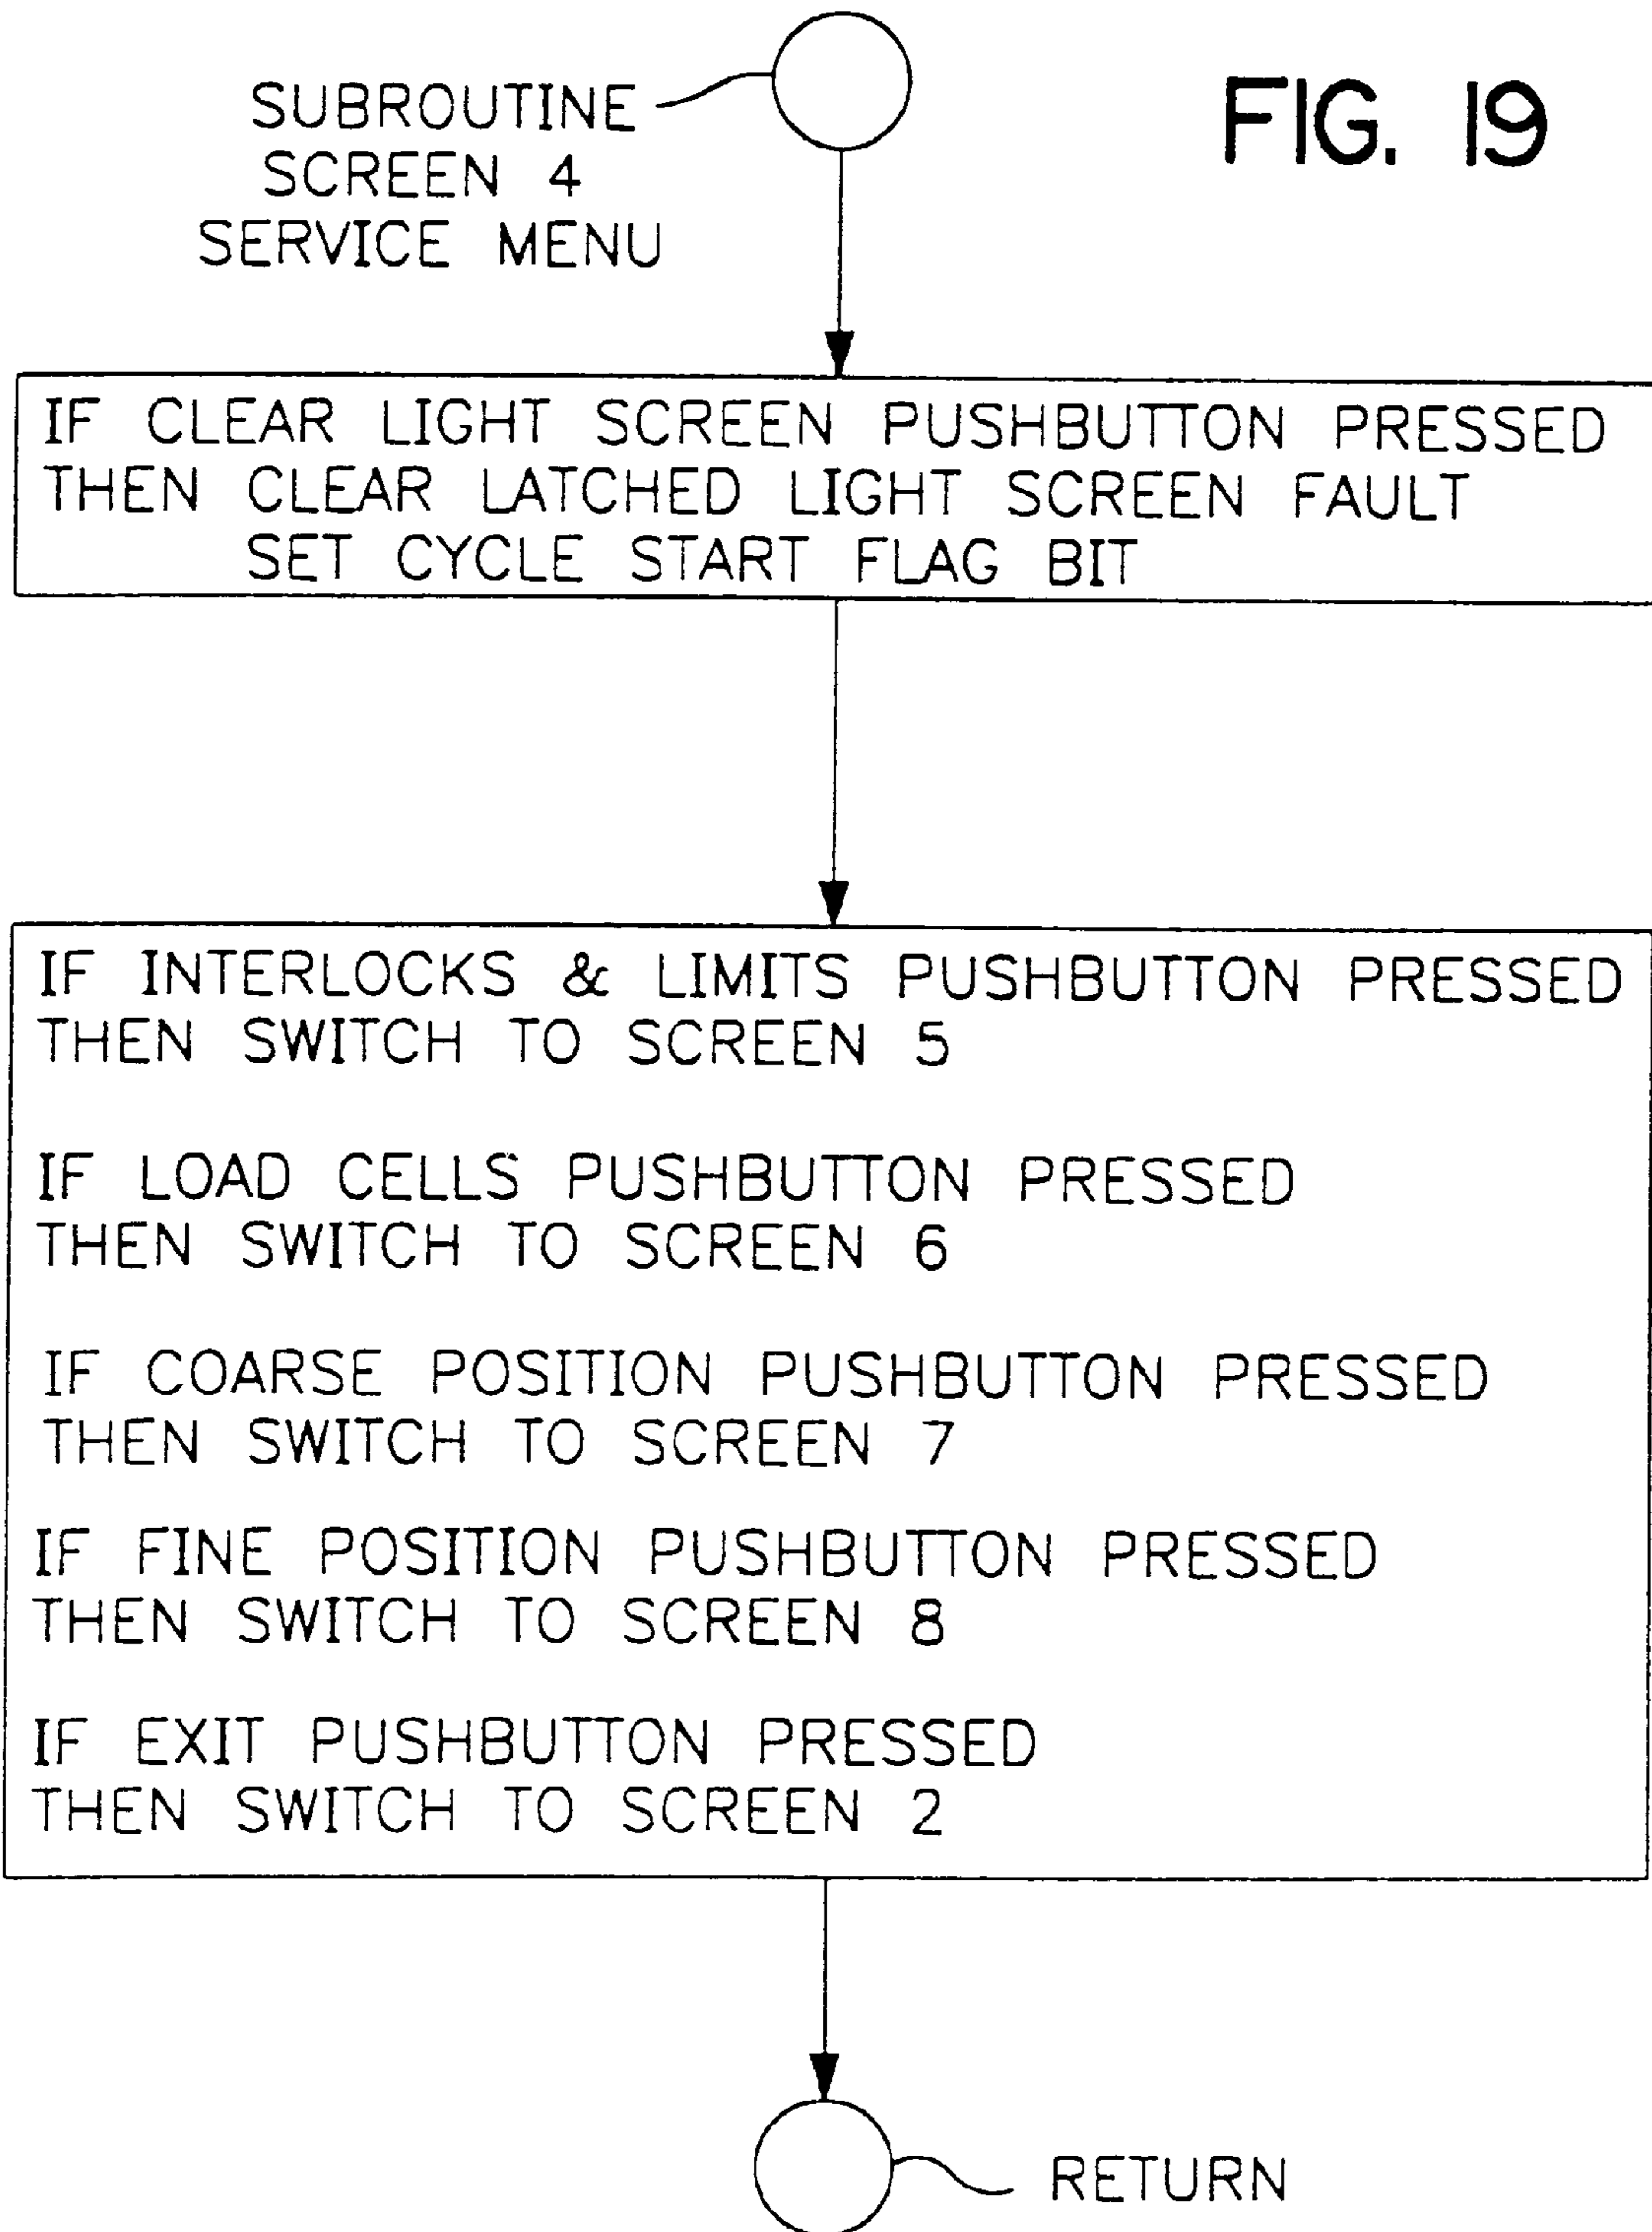 FIG. 19
SUBROUTINE
SCREEN 4
SERVICE MENU
IF CLEAR LIGHT SCREEN PUSHBUTTON PRESSED
THEN CLEAR LATCHED LIGHT SCREEN FAULT
SET CYCLE START FLAG BIT
IF INTERLOCKS & LIMITS PUSHBUTTON PRESSED
THEN SWITCH TO SCREEN 5
IF LOAD CELLS PUSHBUTTON PRESSED
THEN SWITCH TO SCREEN 6
IF COARSE POSITION PUSHBUTTON PRESSED
THEN SWITCH TO SCREEN 7
IF FINE POSITION PUSHBUTTON PRESSED
THEN SWITCH TO SCREEN 8
IF EXIT PUSHBUTTON PRESSED
THEN SWITCH TO SCREEN 2
RETURN